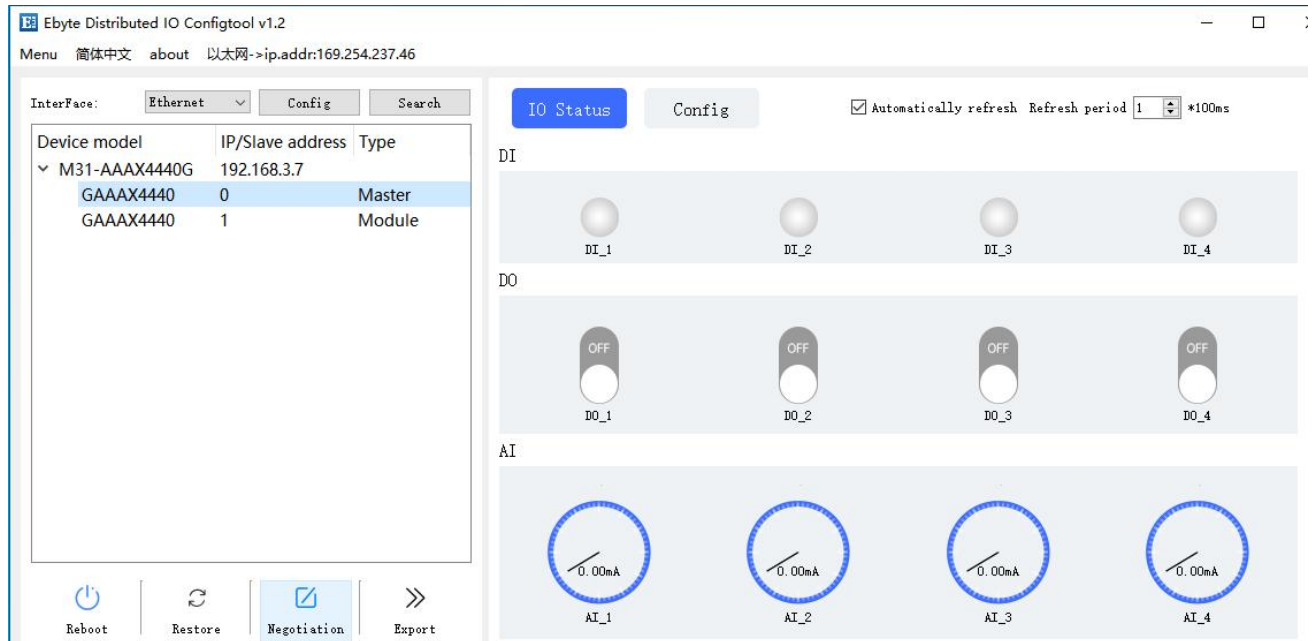 Ebyte Distributed IO Configtool v1.2
Menu 简体中文 about 以太网->ip.addr:169.254.237.46
InterFace: Ethernet Config Search
Device model IP/Slave address Type
M31-AAAX4440G 192.168.3.7
GAAAX4440 0 Master
GAAAX4440 1 Module
Reboot Restore Negotiation Export
IO Status Config Automatically refresh Refresh period 1 *100ms
DI
DI_1 DI_2 DI_3 DI_4
DO
OFF OFF OFF OFF
DO_1 DO_2 DO_3 DO_4
AI
0.00mA 0.00mA 0.00mA 0.00mA
AI_1 AI_2 AI_3 AI_4